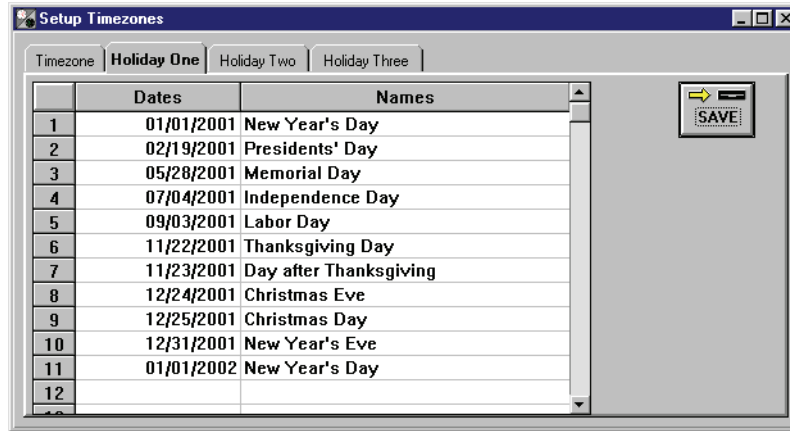 Setup Timezones
Timezone Holiday One Holiday Two Holiday Three
Dates Names
SAVE
1 01/01/2001 New Year's Day
2 02/19/2001 Presidents' Day
3 05/28/2001 Memorial Day
4 07/04/2001 Independence Day
5 09/03/2001 Labor Day
6 11/22/2001 Thanksgiving Day
7 11/23/2001 Day after Thanksgiving
8 12/24/2001 Christmas Eve
9 12/25/2001 Christmas Day
10 12/31/2001 New Year's Eve
11 01/01/2002 New Year's Day
12